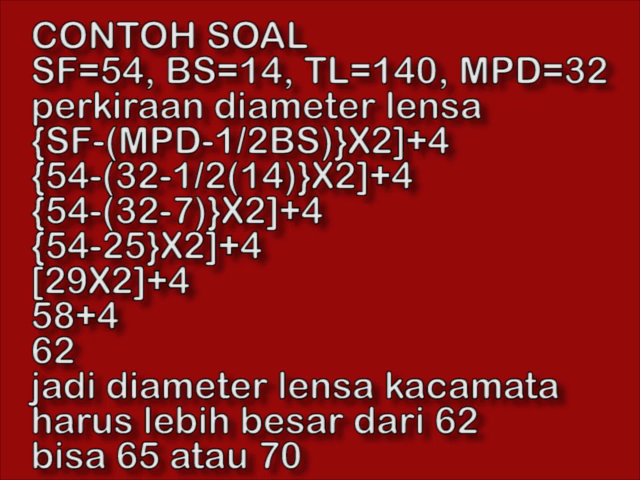 CONTOH SOAL
SF=54, BS=14, TL=140, MPD=32
perkiraan diameter lensa
{SF-(MPD-1/2BS)}X2]+4
{54-(32-1/2(14)}X2]+4
{54-(32-7)}X2]+4
{54-25}X2]+4
[29X2]+4
58+4
62
jadi diameter lensa kacamata
harus lebih besar dari 62
bisa 65 atau 70